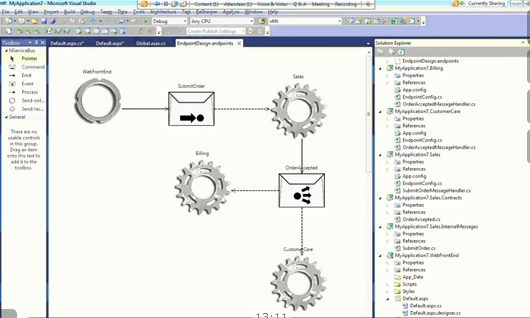 MyApplication7 - Microsoft Visual Studio
Content (1) Attendees (1) Voice & Video Q & A Meeting Recording
Currently Sharing
File Edit View Project Build Debug Data Tools Architecture Test Analyze Window Help
Debug Any CPU utils
Create Publish Settings
Toolbox
Default.aspx.cs* Default.aspx* Global.asax.cs EndpointDesign.endpoints
Solution Explorer
NServiceBus
Pointer
Command
Endpoint
Event
Process
Send-onl...
Send/rec...
General
There are no
usable controls
in this group.
Drag an item
onto this text to
add it to the
toolbox.
WebFrontEnd
SubmitOrder
Sales
Billing
OrderAccepted
CustomerCare
EndpointDesign.endpoints
MyApplication7.Billing
Properties
References
App.config
EndpointConfig.cs
OrderAcceptedMessageHandler.cs
MyApplication7.CustomerCare
Properties
References
App.config
EndpointConfig.cs
OrderAcceptedMessageHandler.cs
MyApplication7.Sales
Properties
References
App.config
EndpointConfig.cs
SubmitOrderMessageHandler.cs
MyApplication7.Sales.Contracts
Properties
References
OrderAccepted.cs
MyApplication7.Sales.InternalMessages
Properties
References
SubmitOrder.cs
MyApplication7.WebFrontEnd
Properties
References
App_Data
Scripts
Styles
Default.aspx
Default.aspx.cs
Default.aspx.designer.cs
13:11